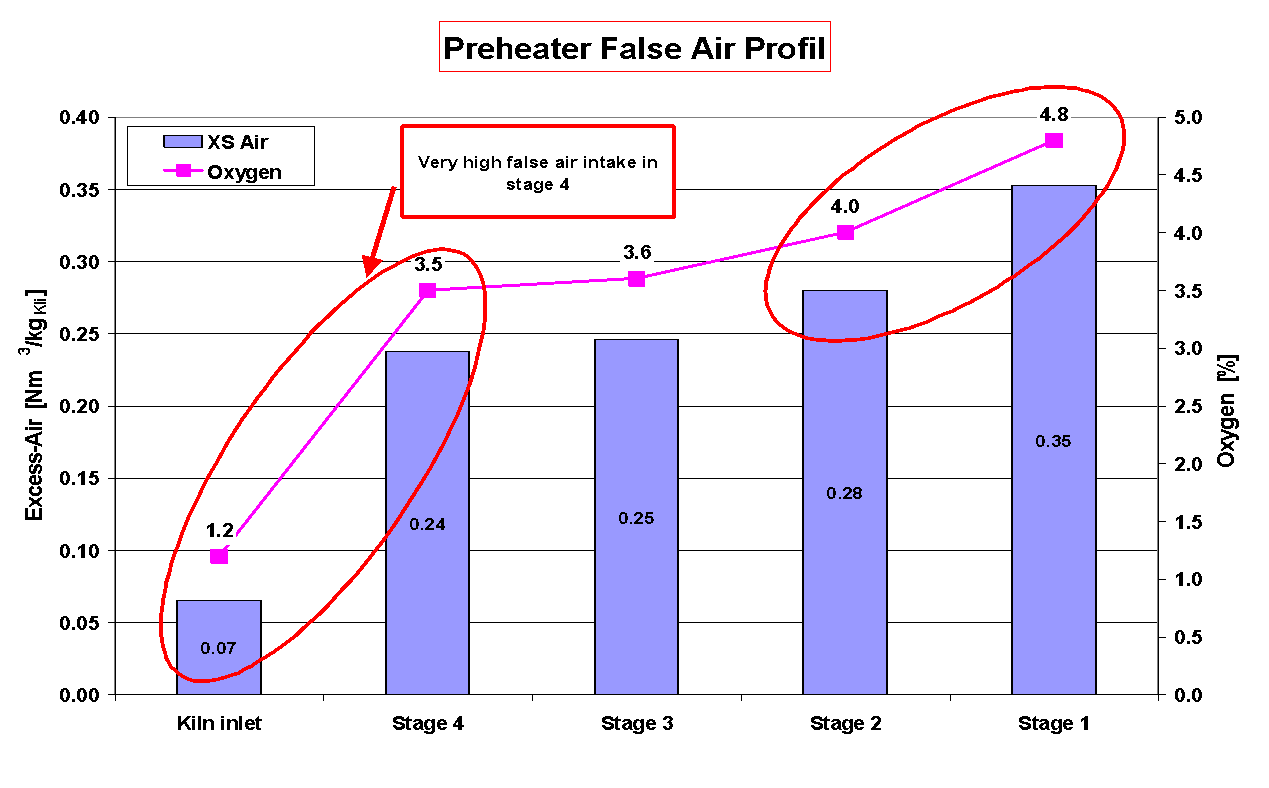 Preheater False Air Profil
0.40
0.35
0.30
0.25
0.20
0.15
0.10
0.05
0.00
Excess-Air [Nm 3/kg Kli]
XS Air
Oxygen
Very high false air intake in
stage 4
1.2
3.5
3.6
4.0
4.8
0.07
0.24
0.25
0.28
0.35
5.0
4.5
4.0
3.5
3.0
2.5
2.0
1.5
1.0
0.5
0.0
Oxygen [%]
Kiln inlet
Stage 4
Stage 3
Stage 2
Stage 1